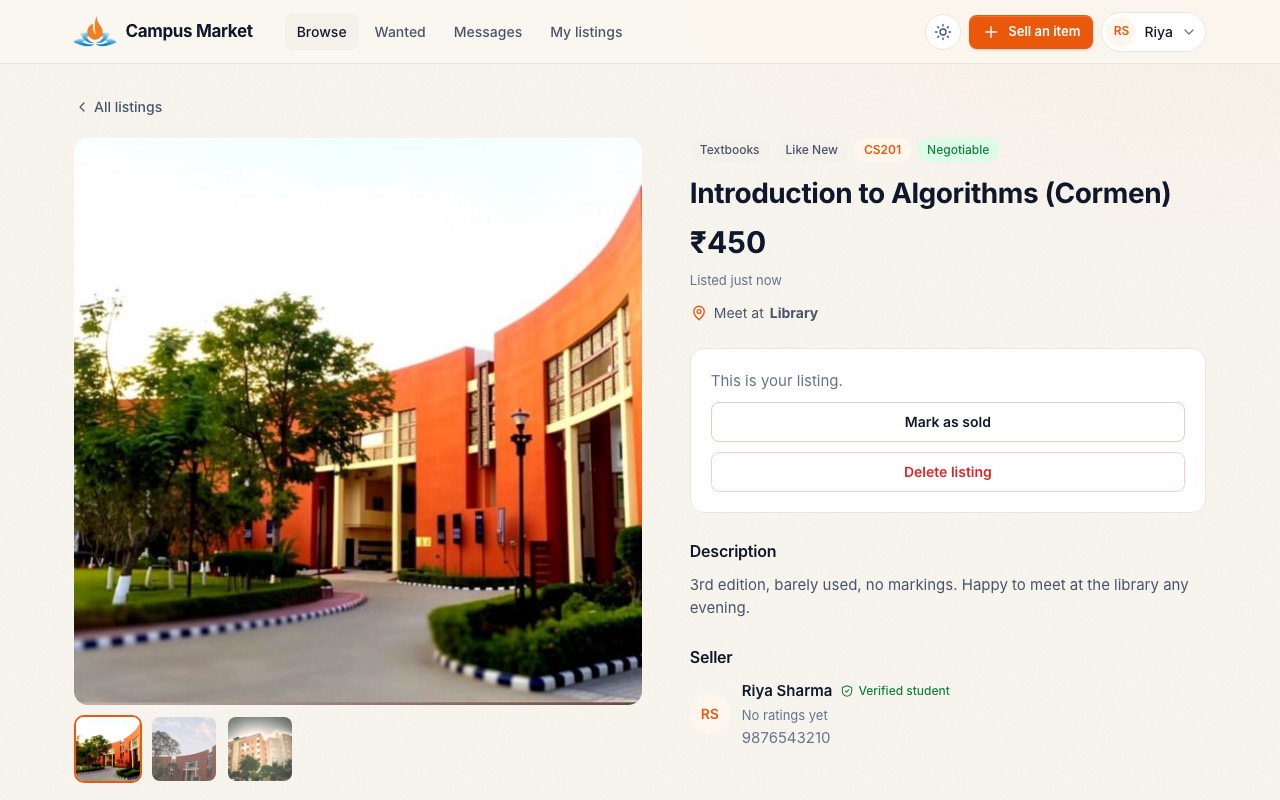 Campus Market
Browse
Wanted
Messages
My listings
Sell an item
RS
Riya
All listings
Textbooks
Like New
CS201
Negotiable
Introduction to Algorithms (Cormen)
₹450
Listed just now
Meet at Library
This is your listing.
Mark as sold
Delete listing
Description
3rd edition, barely used, no markings. Happy to meet at the library any
evening.
Seller
RS
Riya Sharma
Verified student
No ratings yet
9876543210